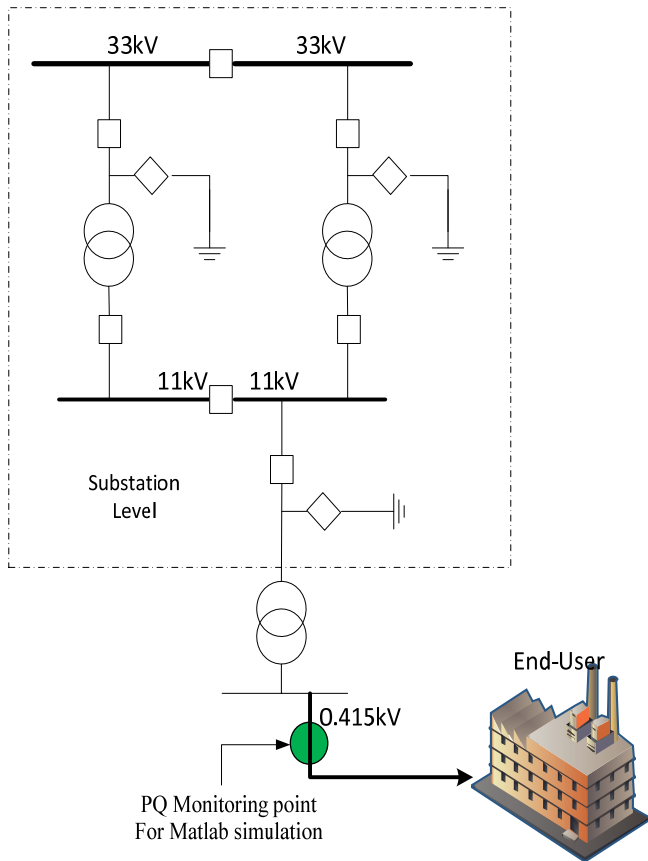 33kV
33kV
11kV
11kV
Substation
Level
End-User
0.415kV
PQ Monitoring point
For Matlab simulation